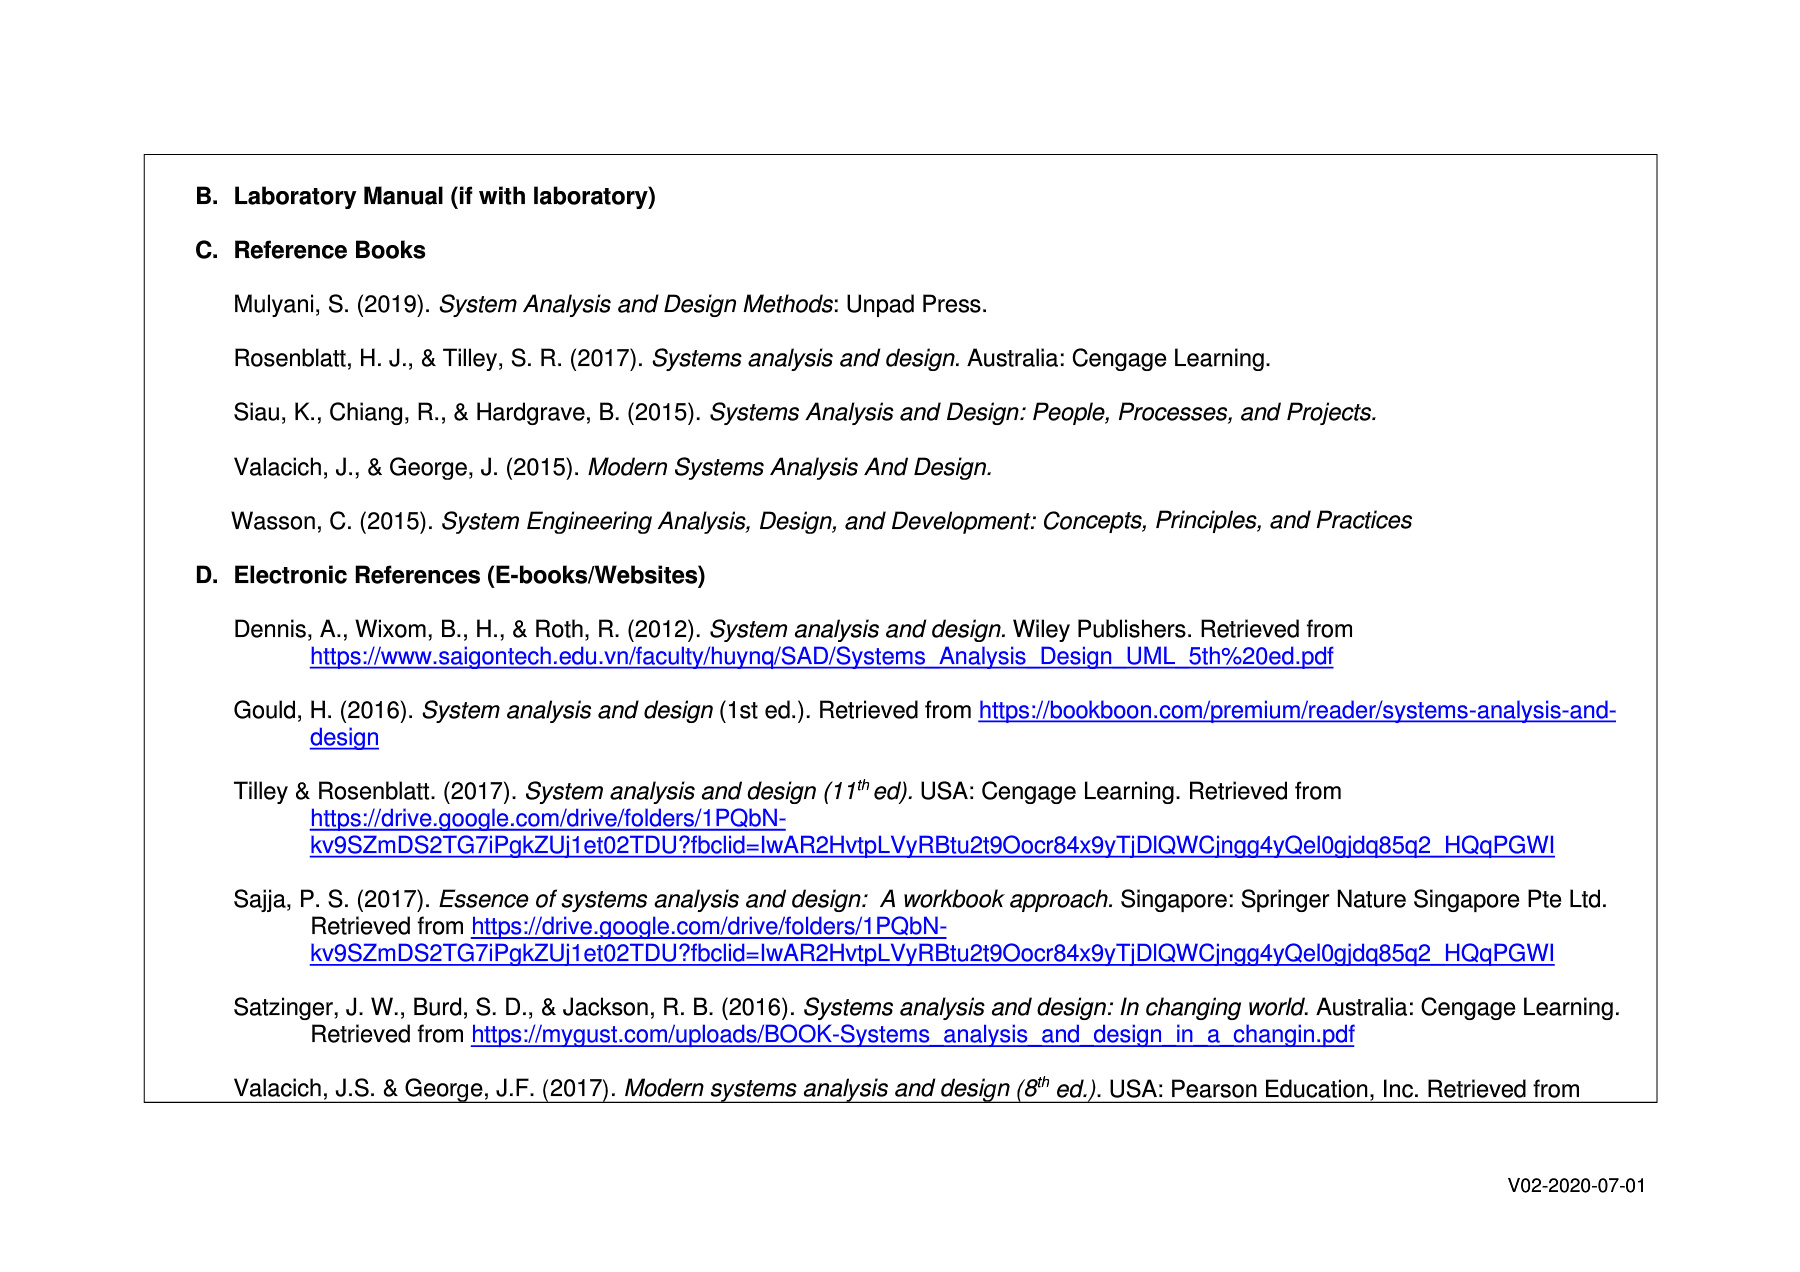 B. Laboratory Manual (if with laboratory)
C. Reference Books
Mulyani, S. (2019). System Analysis and Design Methods: Unpad Press.
Rosenblatt, H. J., & Tilley, S. R. (2017). Systems analysis and design. Australia: Cengage Learning.
Siau, K., Chiang, R., & Hardgrave, B. (2015). Systems Analysis and Design: People, Processes, and Projects.
Valacich, J., & George, J. (2015). Modern Systems Analysis And Design.
Wasson, C. (2015). System Engineering Analysis, Design, and Development: Concepts, Principles, and Practices
D. Electronic References (E-books/Websites)
Dennis, A., Wixom, B., H., & Roth, R. (2012). System analysis and design. Wiley Publishers. Retrieved from
https://www.saigontech.edu.vn/faculty/huynq/SAD/Systems_Analysis_Design_UML_5th%20ed.pdf
Gould, H. (2016). System analysis and design (1st ed.). Retrieved from https://bookboon.com/premium/reader/systems-analysis-and-
design
Tilley & Rosenblatt. (2017). System analysis and design (11th ed). USA: Cengage Learning. Retrieved from
https://drive.google.com/drive/folders/1PQbN-
kv9SZmDS2TG7iPgkZUj1et02TDU?fbclid=IwAR2HvtpLVyRBtu2t9Oocr84x9yTjDlQWCjngg4yQel0gjdq85q2_HQqPGWI
Sajja, P. S. (2017). Essence of systems analysis and design: A workbook approach. Singapore: Springer Nature Singapore Pte Ltd.
Retrieved from https://drive.google.com/drive/folders/1PQbN-
kv9SZmDS2TG7iPgkZUj1et02TDU?fbclid=IwAR2HvtpLVyRBtu2t9Oocr84x9yTjDlQWCjngg4yQel0gjdq85q2_HQqPGWI
Satzinger, J. W., Burd, S. D., & Jackson, R. B. (2016). Systems analysis and design: In changing world. Australia: Cengage Learning.
Retrieved from https://mygust.com/uploads/BOOK-Systems_analysis_and_design_in_a_changin.pdf
Valacich, J.S. & George, J.F. (2017). Modern systems analysis and design (8th ed.). USA: Pearson Education, Inc. Retrieved from
V02-2020-07-01